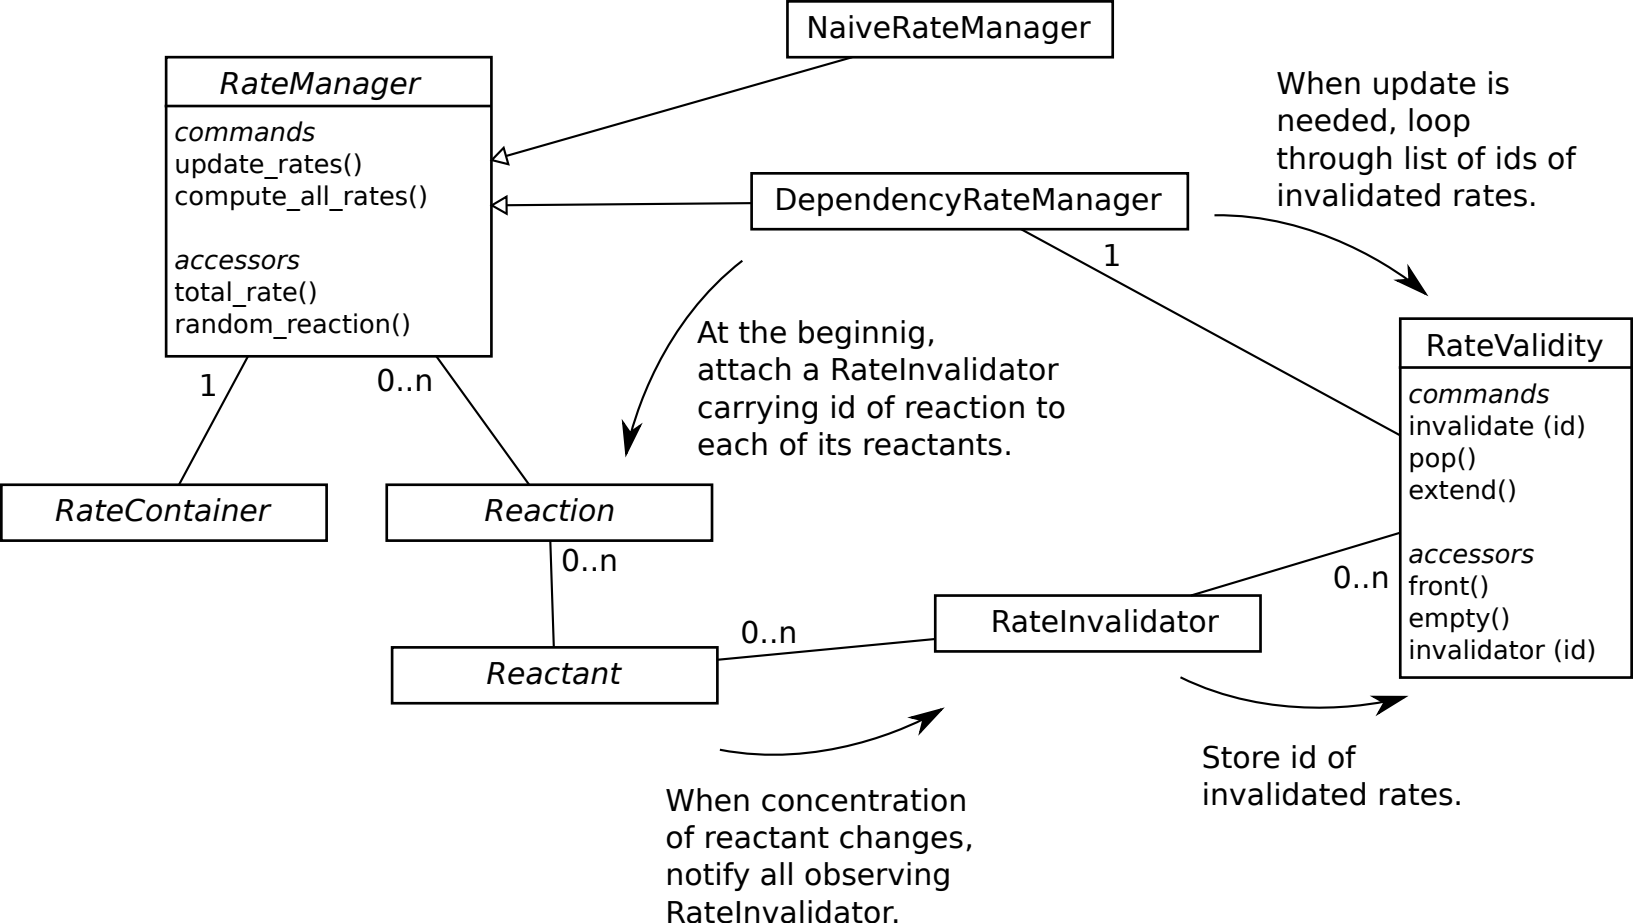 NaiveRateManager
RateManager
commands
update_rates()
compute_all_rates()
accessors
total_rate()
random_reaction()
When update is
needed, loop
through list of ids of
invalidated rates.
DependencyRateManager
1
At the beginnig,
attach a RateInvalidator
carrying id of reaction to
each of its reactants.
1
0..n
RateValidity
commands
invalidate (id)
pop()
extend()
accessors
front()
empty()
invalidator (id)
RateContainer
Reaction
0..n
0..n
RateInvalidator
0..n
Reactant
Store id of
invalidated rates.
When concentration
of reactant changes,
notify all observing
RateInvalidator.